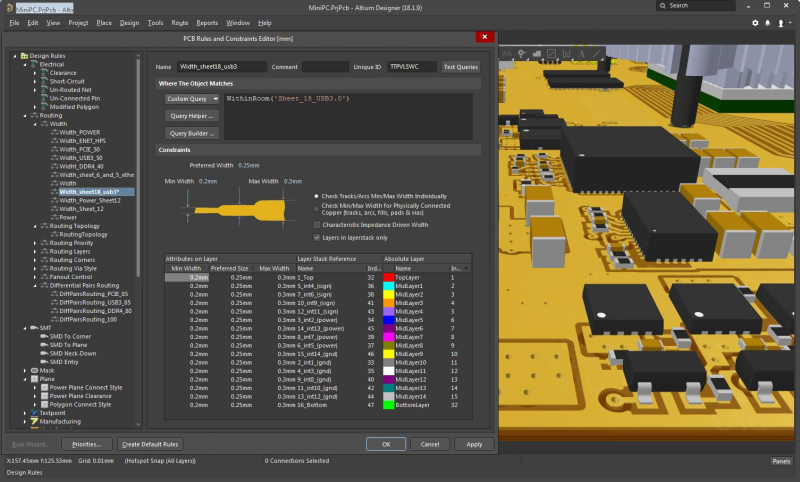 MiniPC.PrjPcb - Alti
MiniPC.PrjPcb - Altium Designer (18.1.9)
Search
File Edit View Project Place Design Tools Route Reports Window Help
PCB Rules and Constraints Editor [mm]
Design Rules
Electrical
Clearance
Short-Circuit
Un-Routed Net
Un-Connected Pin
Modified Polygon
Routing
Width
Width_POWER
Width_ENET_HPS
Width_PCIE_50
Width_USB3_50
Width_DDR4_40
Width_sheet_6_and_5_ethe
Width
Width_sheet18_usb3*
Width_Power_Sheet12
Width_Sheet_12
Power
Routing Topology
RoutingTopology
Routing Priority
Routing Layers
Routing Corners
Routing Via Style
Fanout Control
Differential Pairs Routing
DiffPairsRouting_PCIE_85
DiffPairsRouting_USB3_85
DiffPairsRouting_DDR4_80
DiffPairsRouting_100
SMT
SMD To Corner
SMD To Plane
SMD Neck-Down
SMD Entry
Mask
Plane
Power Plane Connect Style
Power Plane Clearance
Polygon Connect Style
Testpoint
Manufacturing
Name Width_sheet18_usb3 Comment Unique ID TTPVLSWC Test Queries
Where The Object Matches
Custom Query WithinRoom("Sheet_18_USB3.0")
Query Helper ...
Query Builder ...
Constraints
Preferred Width 0.25mm
Min Width 0.2mm Max Width 0.3mm
Check Tracks/Arcs Min/Max Width Individually
Check Min/Max Width for Physically Connected
Copper (tracks, arcs, fills, pads & vias)
Characteristic Impedance Driven Width
Layers in layerstack only
Attributes on Layer Layer Stack Reference Absolute Layer
Min Width Preferred Size Max Width Name Ind... Name In...
0.2mm 0.25mm 0.3mm 1_Top 32 TopLayer 1
0.2mm 0.25mm 0.3mm 5_int4_(sign) 36 MidLayer1 2
0.2mm 0.25mm 0.3mm 7_int6_(sign) 38 MidLayer2 3
0.2mm 0.25mm 0.3mm 10_int9_(sign) 41 MidLayer3 4
0.2mm 0.25mm 0.3mm 12_int11_(sign) 43 MidLayer4 5
0.2mm 0.25mm 0.3mm 3_int2_(power) 34 MidLayer5 6
0.2mm 0.25mm 0.3mm 14_int13_(power) 45 MidLayer6 7
0.2mm 0.25mm 0.3mm 8_int7_(power) 39 MidLayer7 8
0.2mm 0.25mm 0.3mm 6_int5_(power) 37 MidLayer8 9
0.2mm 0.25mm 0.3mm 15_int14_(gnd) 46 MidLayer9 10
0.2mm 0.25mm 0.3mm 2_int1_(gnd) 33 MidLayer10 11
0.2mm 0.25mm 0.3mm 4_int3_(gnd) 35 MidLayer11 12
0.2mm 0.25mm 0.3mm 9_int8_(gnd) 40 MidLayer12 13
0.2mm 0.25mm 0.3mm 11_int10_(gnd) 42 MidLayer13 14
0.2mm 0.25mm 0.3mm 13_int12_(gnd) 44 MidLayer14 15
0.2mm 0.25mm 0.3mm 16_Bottom 47 BottomLayer 32
Rule Wizard... Priorities... Create Default Rules OK Cancel Apply
X:157.45mm Y:125.53mm Grid: 0.01mm (Hotspot Snap (All Layers)) 0 Connections Selected Panels
Design Rules